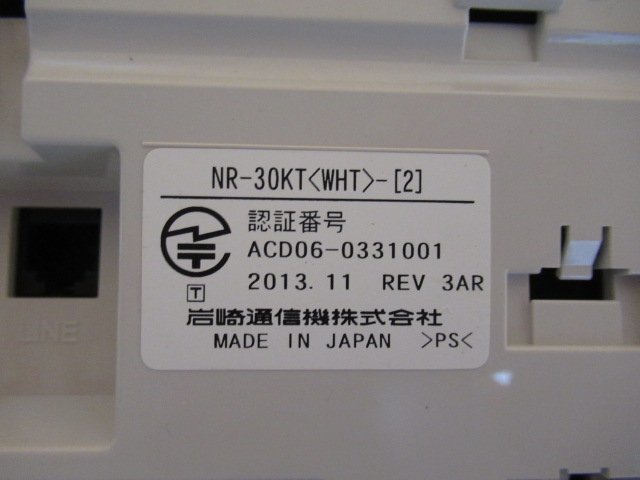 NR-30KT<WHT>-[2]
認証番号
ACD06-0331001
T
2013.11 REV 3AR
岩崎通信機株式会社
MADE IN JAPAN >PS<
LINE